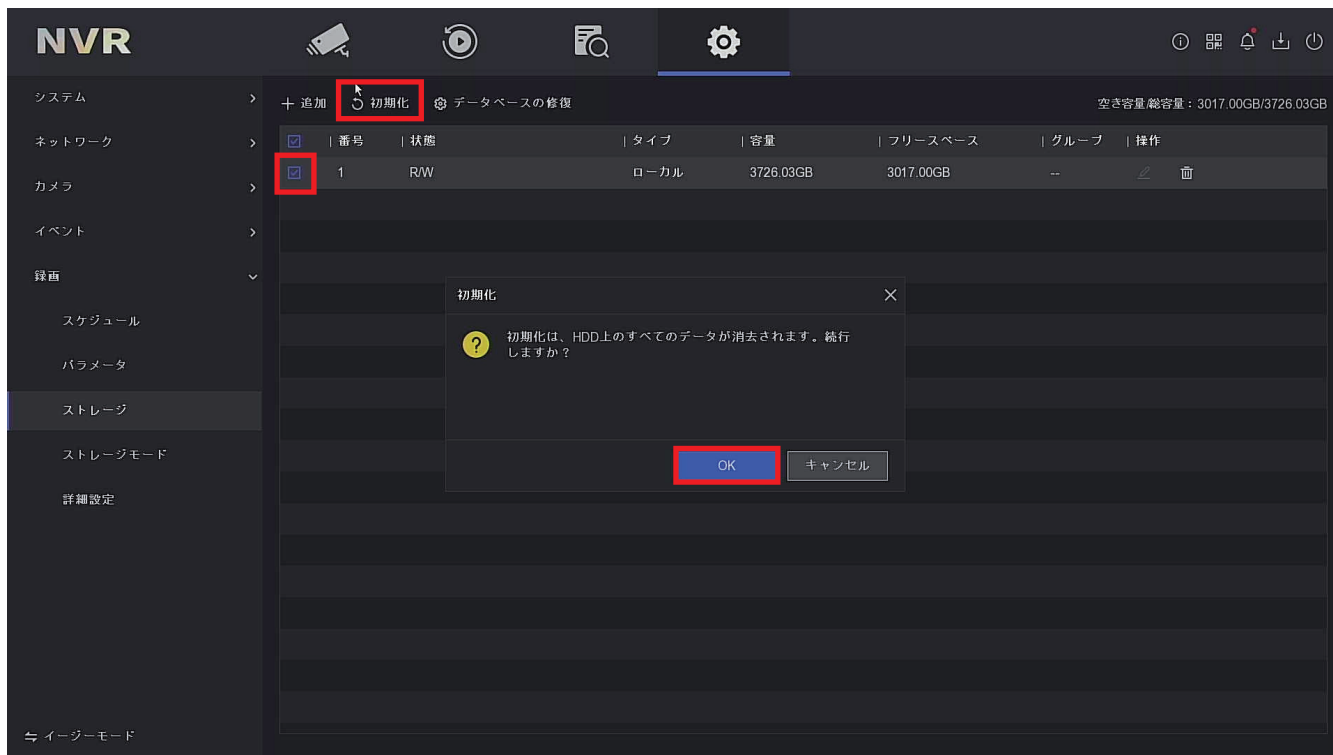 NVR
システム
ネットワーク
カメラ
イベント
録画
スケジュール
パラメータ
ストレージ
ストレージモード
詳細設定
イージーモード
追加 初期化 データベースの修復
空き容量/総容量：3017.00GB/3726.03GB
番号 状態 タイプ 容量 フリースペース グループ 操作
1 R/W ローカル 3726.03GB 3017.00GB --
初期化
初期化は、HDD上のすべてのデータが消去されます。続行
しますか？
OK キャンセル